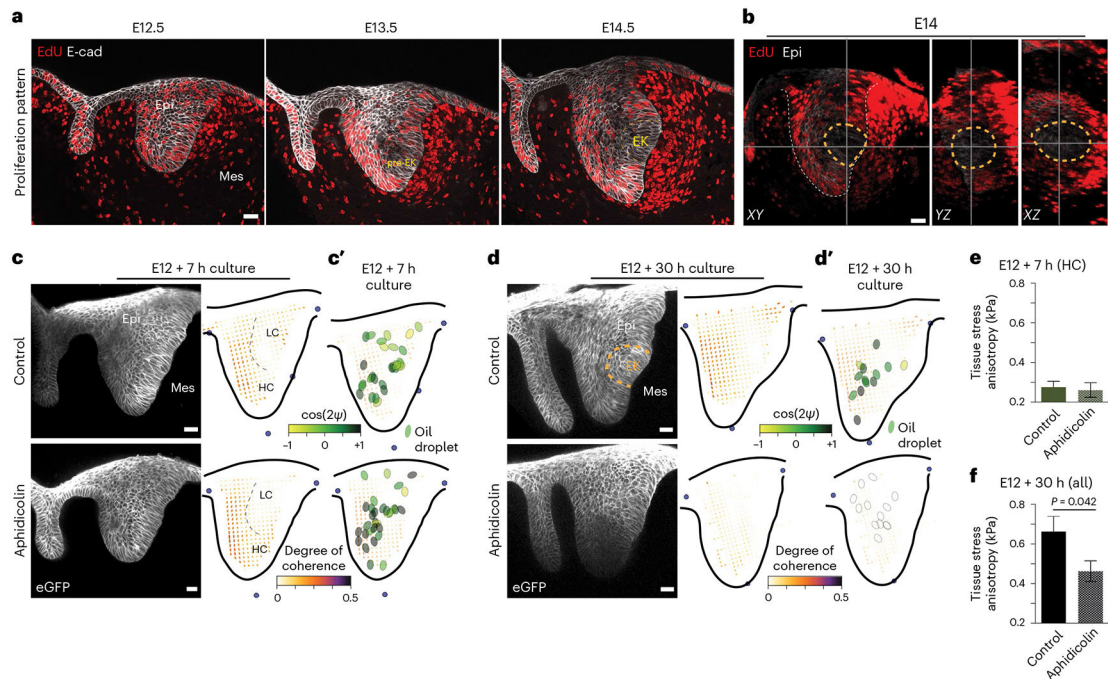 a
E12.5
E13.5
E14.5
EdU E-cad
Epi
Mes
pre-EK
EK
Proliferation pattern
b
E14
EdU Epi
XY
YZ
XZ
c
E12 + 7 h culture
Control
Epi
Mes
LC
HC
c′
E12 + 7 h
culture
cos(2ψ)
−1
0
+1
Oil
droplet
Aphidicolin
eGFP
LC
HC
Degree of
coherence
0
0.5
d
E12 + 30 h culture
Control
Epi
Mes
d′
E12 + 30 h
culture
cos(2ψ)
−1
0
+1
Oil
droplet
Aphidicolin
Degree of
coherence
0
0.5
e
E12 + 7 h (HC)
Tissue stress
anisotropy (kPa)
0.8
0.6
0.4
0.2
Control
Aphidicolin
f
E12 + 30 h (all)
P = 0.042
Tissue stress
anisotropy (kPa)
0.8
0.6
0.4
0.2
Control
Aphidicolin